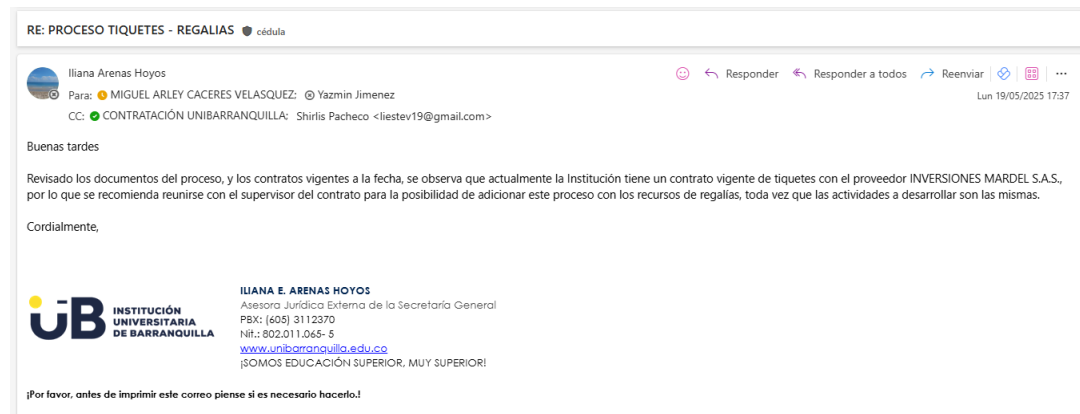 RE: PROCESO TIQUETES - REGALIAS cédula
Iliana Arenas Hoyos
Responder Responder a todos Reenviar
Para: MIGUEL ARLEY CACERES VELASQUEZ; Yazmin Jimenez
Lun 19/05/2025 17:37
CC: CONTRATACIÓN UNIBARRANQUILLA; Shirlis Pacheco <liestev19@gmail.com>
Buenas tardes
Revisado los documentos del proceso, y los contratos vigentes a la fecha, se observa que actualmente la Institución tiene un contrato vigente de tiquetes con el proveedor INVERSIONES MARDEL S.A.S.,
por lo que se recomienda reunirse con el supervisor del contrato para la posibilidad de adicionar este proceso con los recursos de regalías, toda vez que las actividades a desarrollar son las mismas.
Cordialmente,
ŪB
INSTITUCIÓN
UNIVERSITARIA
DE BARRANQUILLA
ILIANA E. ARENAS HOYOS
Asesora Jurídica Externa de la Secretaría General
PBX: (605) 3112370
Nit.: 802.011.065- 5
www.unibarranquilla.edu.co
¡SOMOS EDUCACIÓN SUPERIOR, MUY SUPERIOR!
¡Por favor, antes de imprimir este correo piense si es necesario hacerlo.!